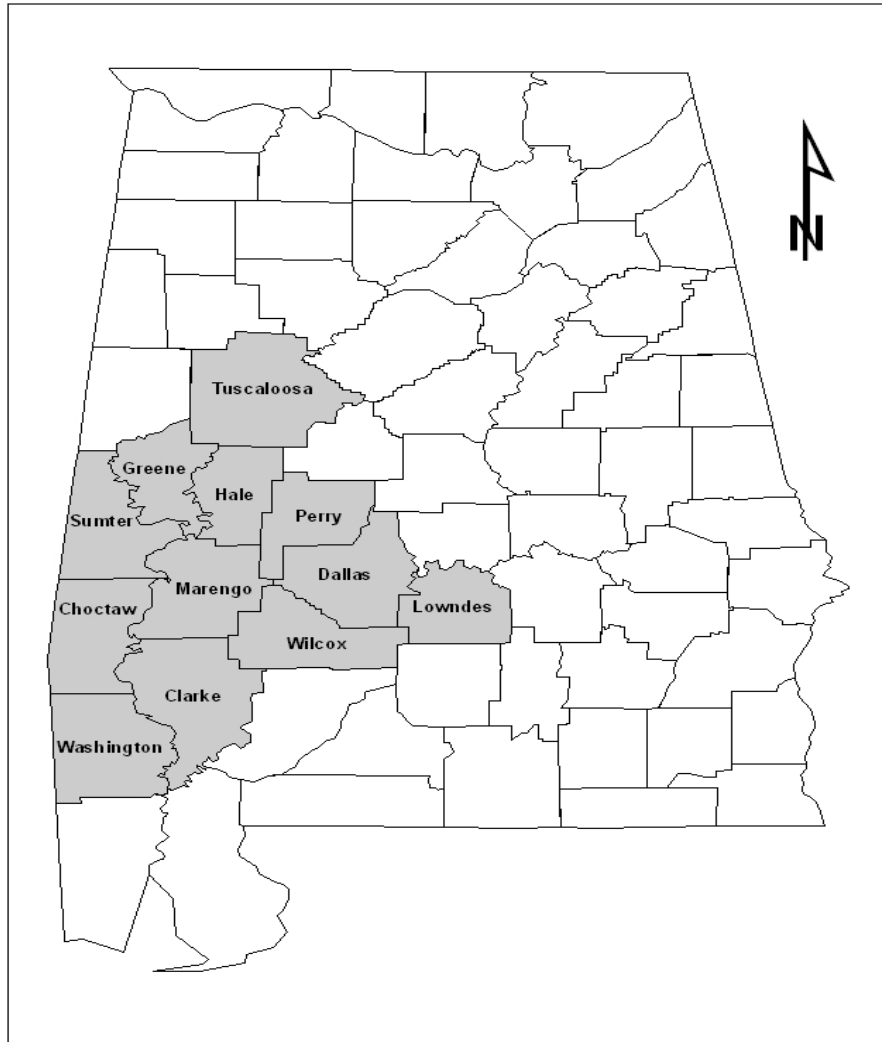 N
Tuscaloosa
Greene
Hale
Sumter
Perry
Dallas
Marengo
Choctaw
Lowndes
Wilcox
Clarke
Washington